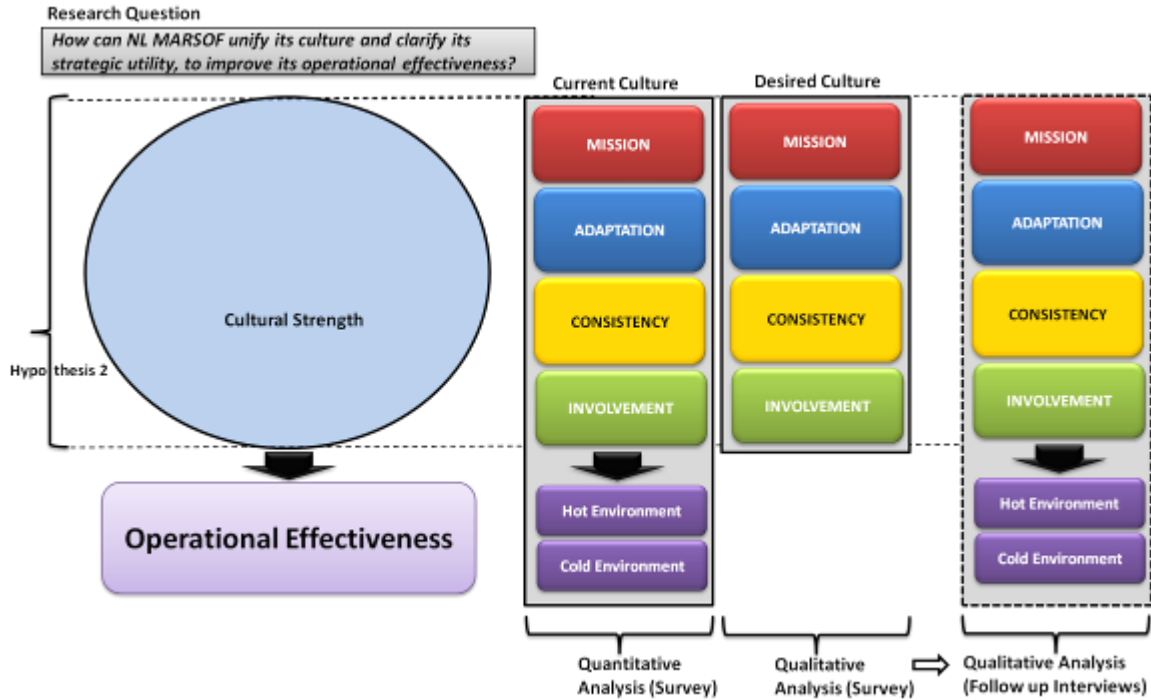 Research Question
How can NL MARSOF unify its culture and clarify its
strategic utility, to improve its operational effectiveness?
Current Culture
Desired Culture
MISSION
MISSION
MISSION
ADAPTATION
ADAPTATION
ADAPTATION
Cultural Strength
CONSISTENCY
CONSISTENCY
CONSISTENCY
Hypothesis 2
INVOLVEMENT
INVOLVEMENT
INVOLVEMENT
Operational Effectiveness
Hot Environment
Cold Environment
Hot Environment
Cold Environment
Quantitative
Analysis (Survey)
Qualitative
Analysis (Survey)
Qualitative Analysis
(Follow up Interviews)